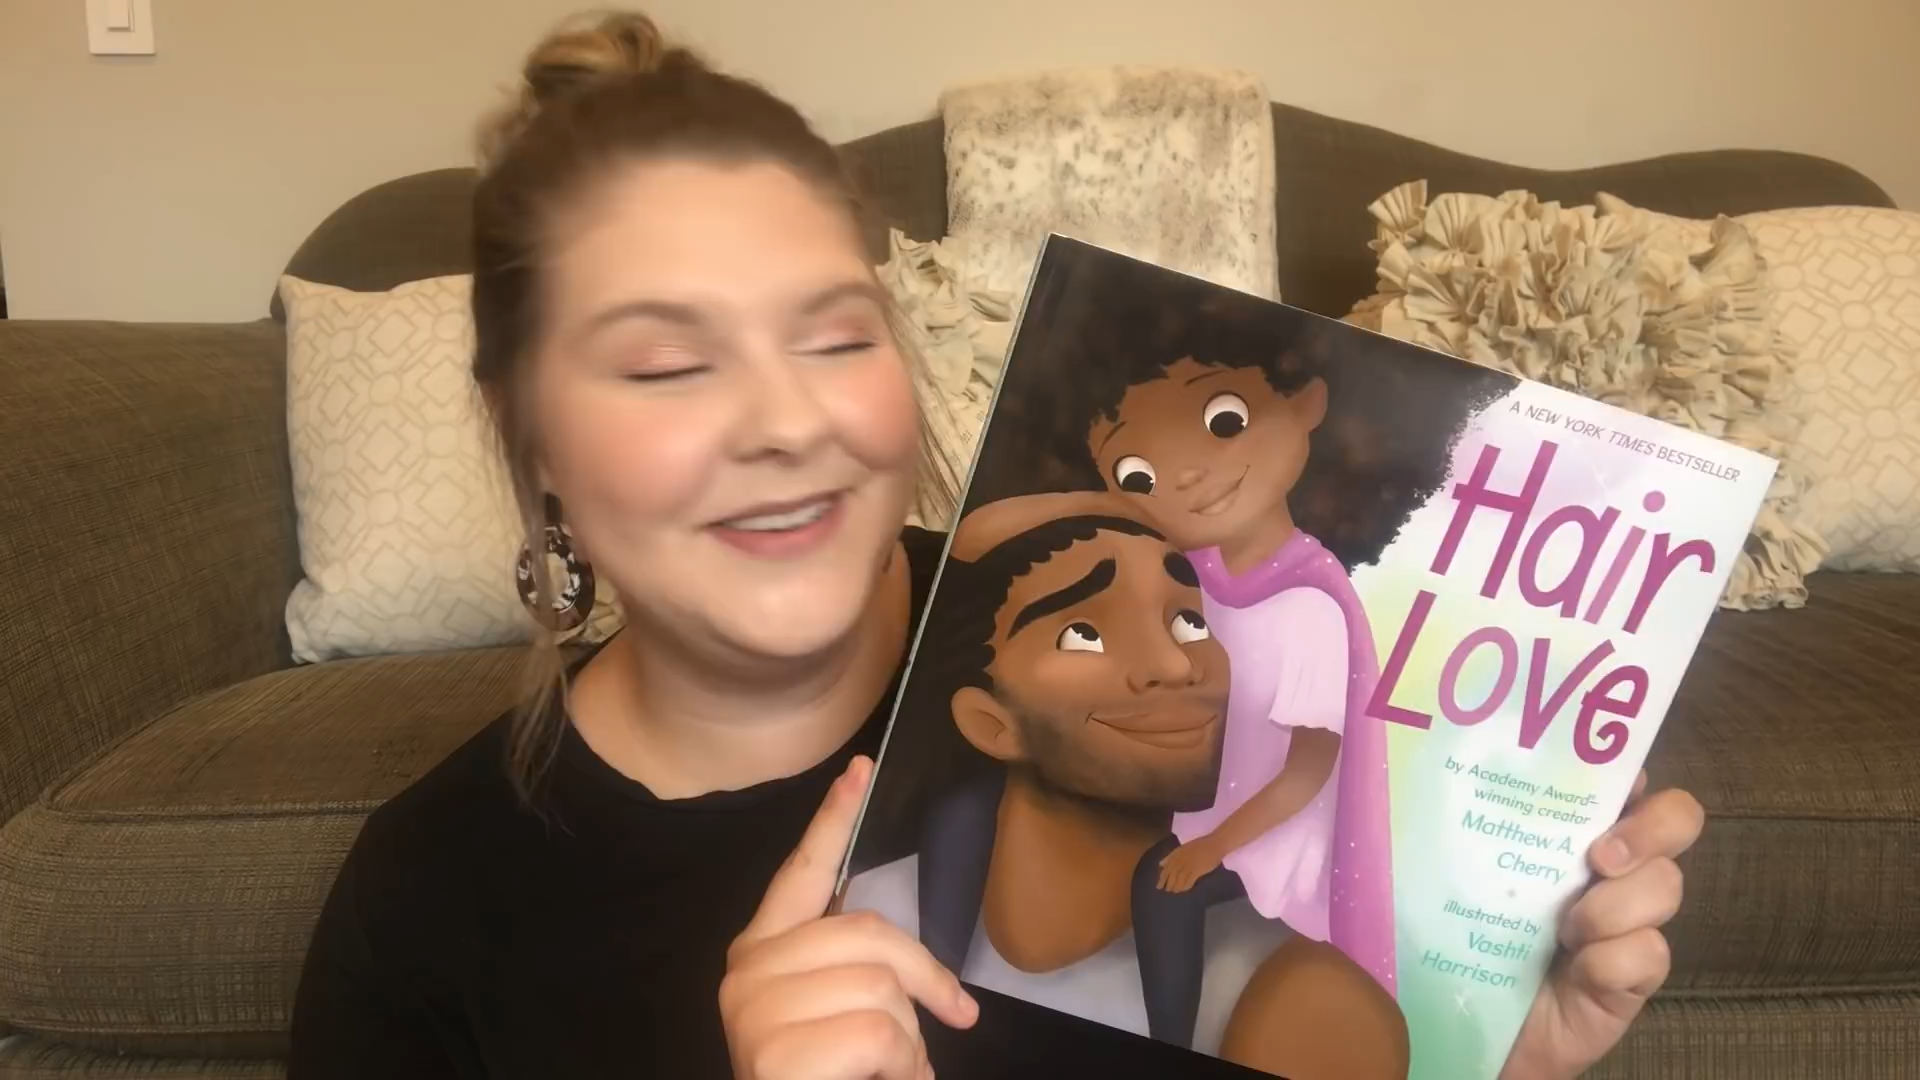 A NEW YORK TIMES BESTSELLER
Hair
Love
by Academy Award®–
winning creator
Matthew A.
Cherry
illustrated by
Vashti
Harrison